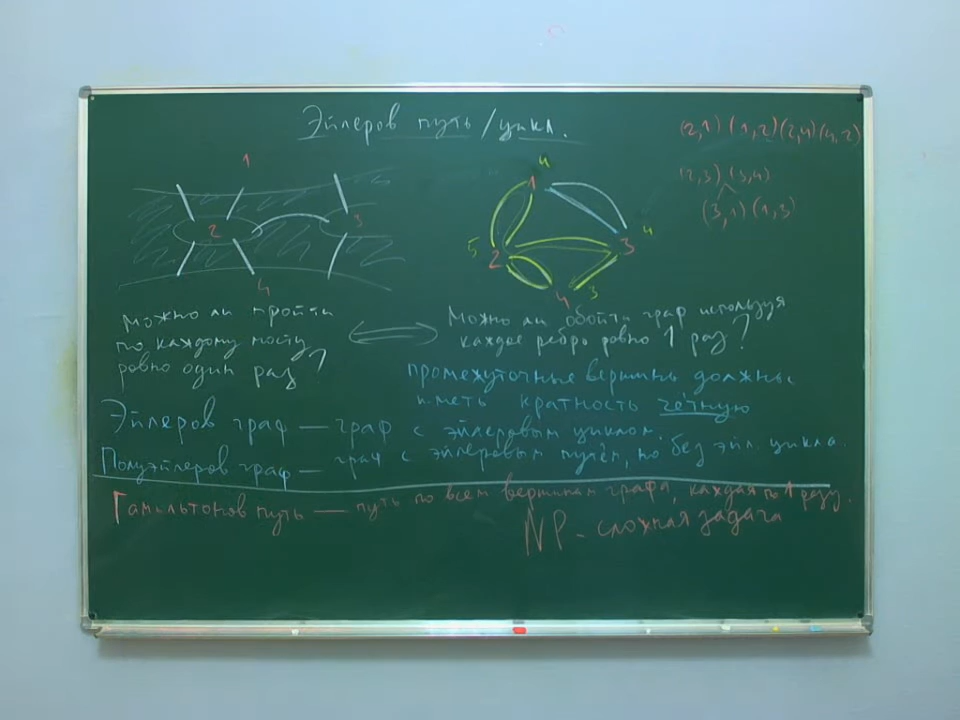 Эйлеров путь/цикл.
(2,1) (1,2) (2,4) (4,2)
(2,3) (3,4)
(3,1) (1,3)
1
2
3
4
4
1
3 4
5 2
4 3
Можно ли пройти
по каждому мосту
ровно один раз?
Можно ли обойти граф используя
каждое ребро ровно 1 раз?
промежуточные вершины должны
иметь кратность чётную
Эйлеров граф — граф с эйлеровым циклом.
Полуэйлеров граф — граф с эйлеровым путём, но без эйл. цикла.
Гамильтонов путь — путь по всем вершинам графа, каждая по 1 разу.
NP - сложная задача